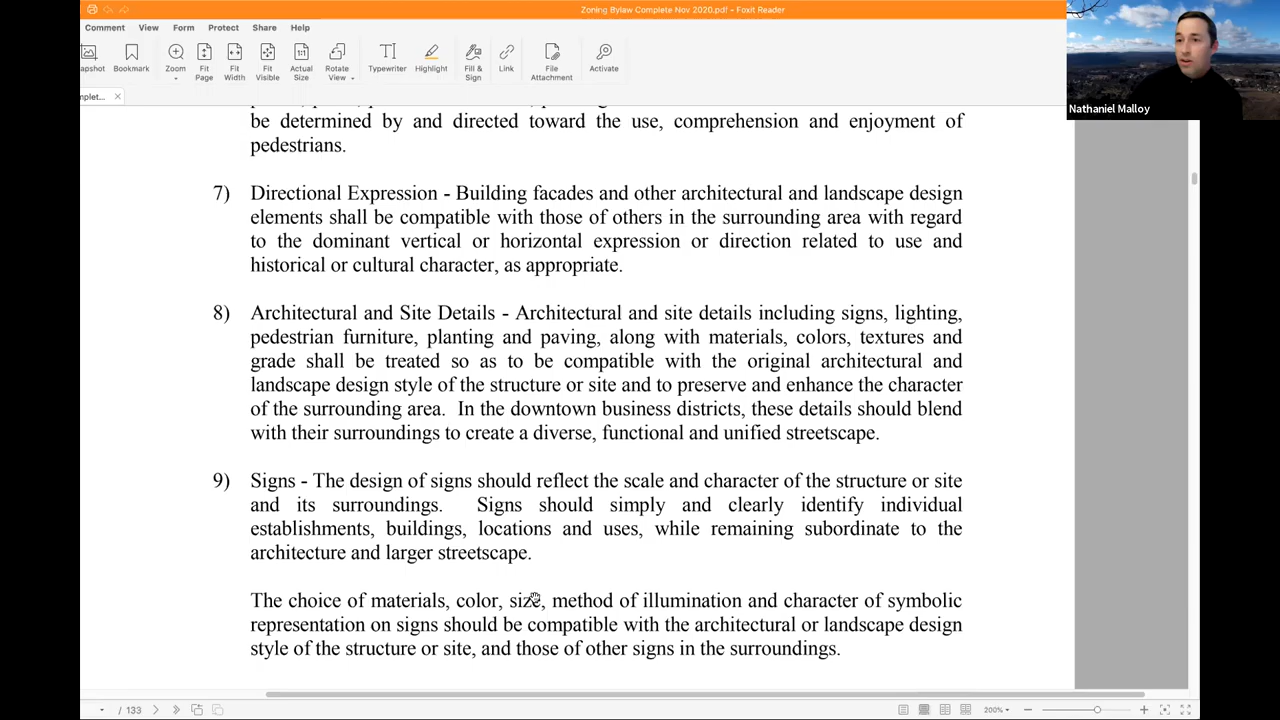 Zoning Bylaw Complete Nov 2020.pdf - Foxit Reader
Comment View Form Protect Share Help
Bookmark Zoom Fit Page Fit Width Fit Visible Actual Size Rotate View Typewriter Highlight Fill & Sign Link File Attachment Activate
Nathaniel Malloy
be determined by and directed toward the use, comprehension and enjoyment of
pedestrians.
7) Directional Expression - Building facades and other architectural and landscape design
elements shall be compatible with those of others in the surrounding area with regard
to the dominant vertical or horizontal expression or direction related to use and
historical or cultural character, as appropriate.
8) Architectural and Site Details - Architectural and site details including signs, lighting,
pedestrian furniture, planting and paving, along with materials, colors, textures and
grade shall be treated so as to be compatible with the original architectural and
landscape design style of the structure or site and to preserve and enhance the character
of the surrounding area. In the downtown business districts, these details should blend
with their surroundings to create a diverse, functional and unified streetscape.
9) Signs - The design of signs should reflect the scale and character of the structure or site
and its surroundings. Signs should simply and clearly identify individual
establishments, buildings, locations and uses, while remaining subordinate to the
architecture and larger streetscape.
The choice of materials, color, size, method of illumination and character of symbolic
representation on signs should be compatible with the architectural or landscape design
style of the structure or site, and those of other signs in the surroundings.
/ 133
200%